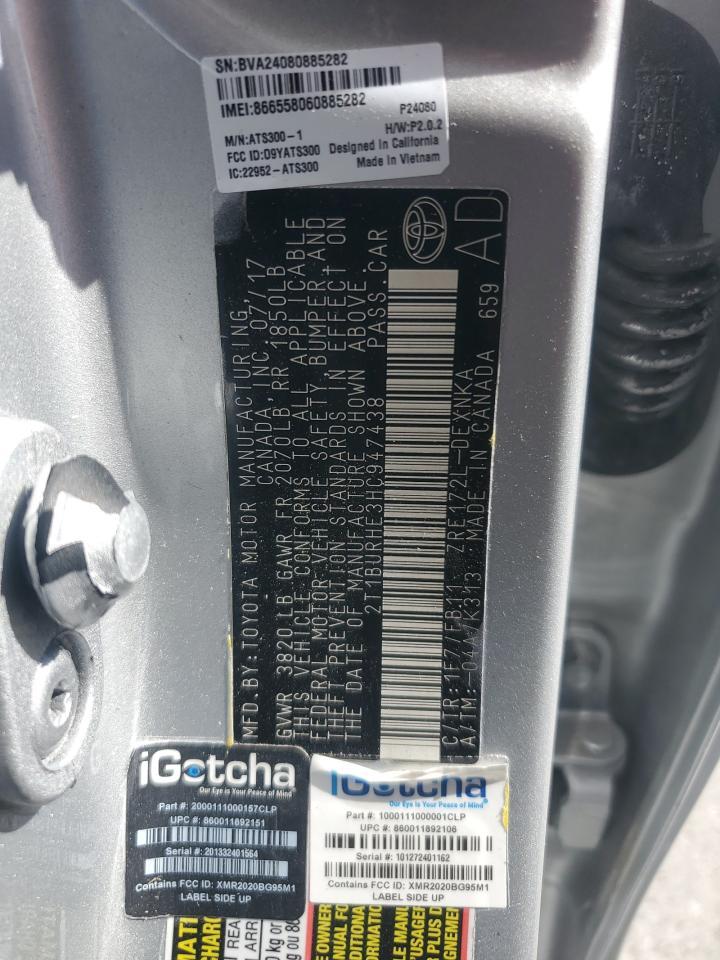 SN:BVA24080885282
IMEI:866558060885282
P24080
M/N:ATS300-1
H/W:P2.0.2
FCC ID:O9YATS300
Designed in California
IC:22952-ATS300
Made in Vietnam
MFD.BY:TOYOTA MOTOR MANUFACTURING
CANADA, INC. 07/17
GVWR 3820LB GAWR FR 2070LB RR 1850LB
THIS VEHICLE CONFORMS TO ALL APPLICABLE
FEDERAL MOTOR VEHICLE SAFETY, BUMPER AND
THEFT PREVENTION STANDARDS IN EFFECT ON
THE DATE OF MANUFACTURE SHOWN ABOVE.
2T1BURHE3HC947438 PASS.CAR
C/TR:1F7/FB11 ZRE172L-DEXNKA
A/TM:-04A/K313 MADE IN CANADA 659
AD
iGotcha
Our Eye is Your Peace of Mind
Part #: 2000111000157CLP
UPC #: 860011892151
Serial #: 201332401564
Contains FCC ID: XMR2020BG95M1
LABEL SIDE UP
iGotcha
Our Eye is Your Peace of Mind
Part #: 1000111000001CLP
UPC #: 860011892106
Serial #: 101272401162
Contains FCC ID: XMR2020BG95M1
LABEL SIDE UP